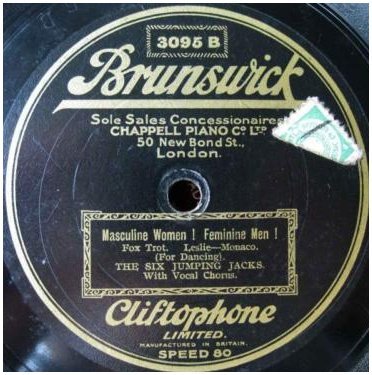 3095 B
Brunswick
Sole Sales Concessionaires
CHAPPELL PIANO Cº LTD
50 New Bond St.,
London.
Masculine Women! Feminine Men!
Fox Trot. Leslie—Monaco.
(For Dancing).
THE SIX JUMPING JACKS.
With Vocal Chorus.
Cliftophone
LIMITED.
MANUFACTURED IN BRITAIN.
SPEED 80